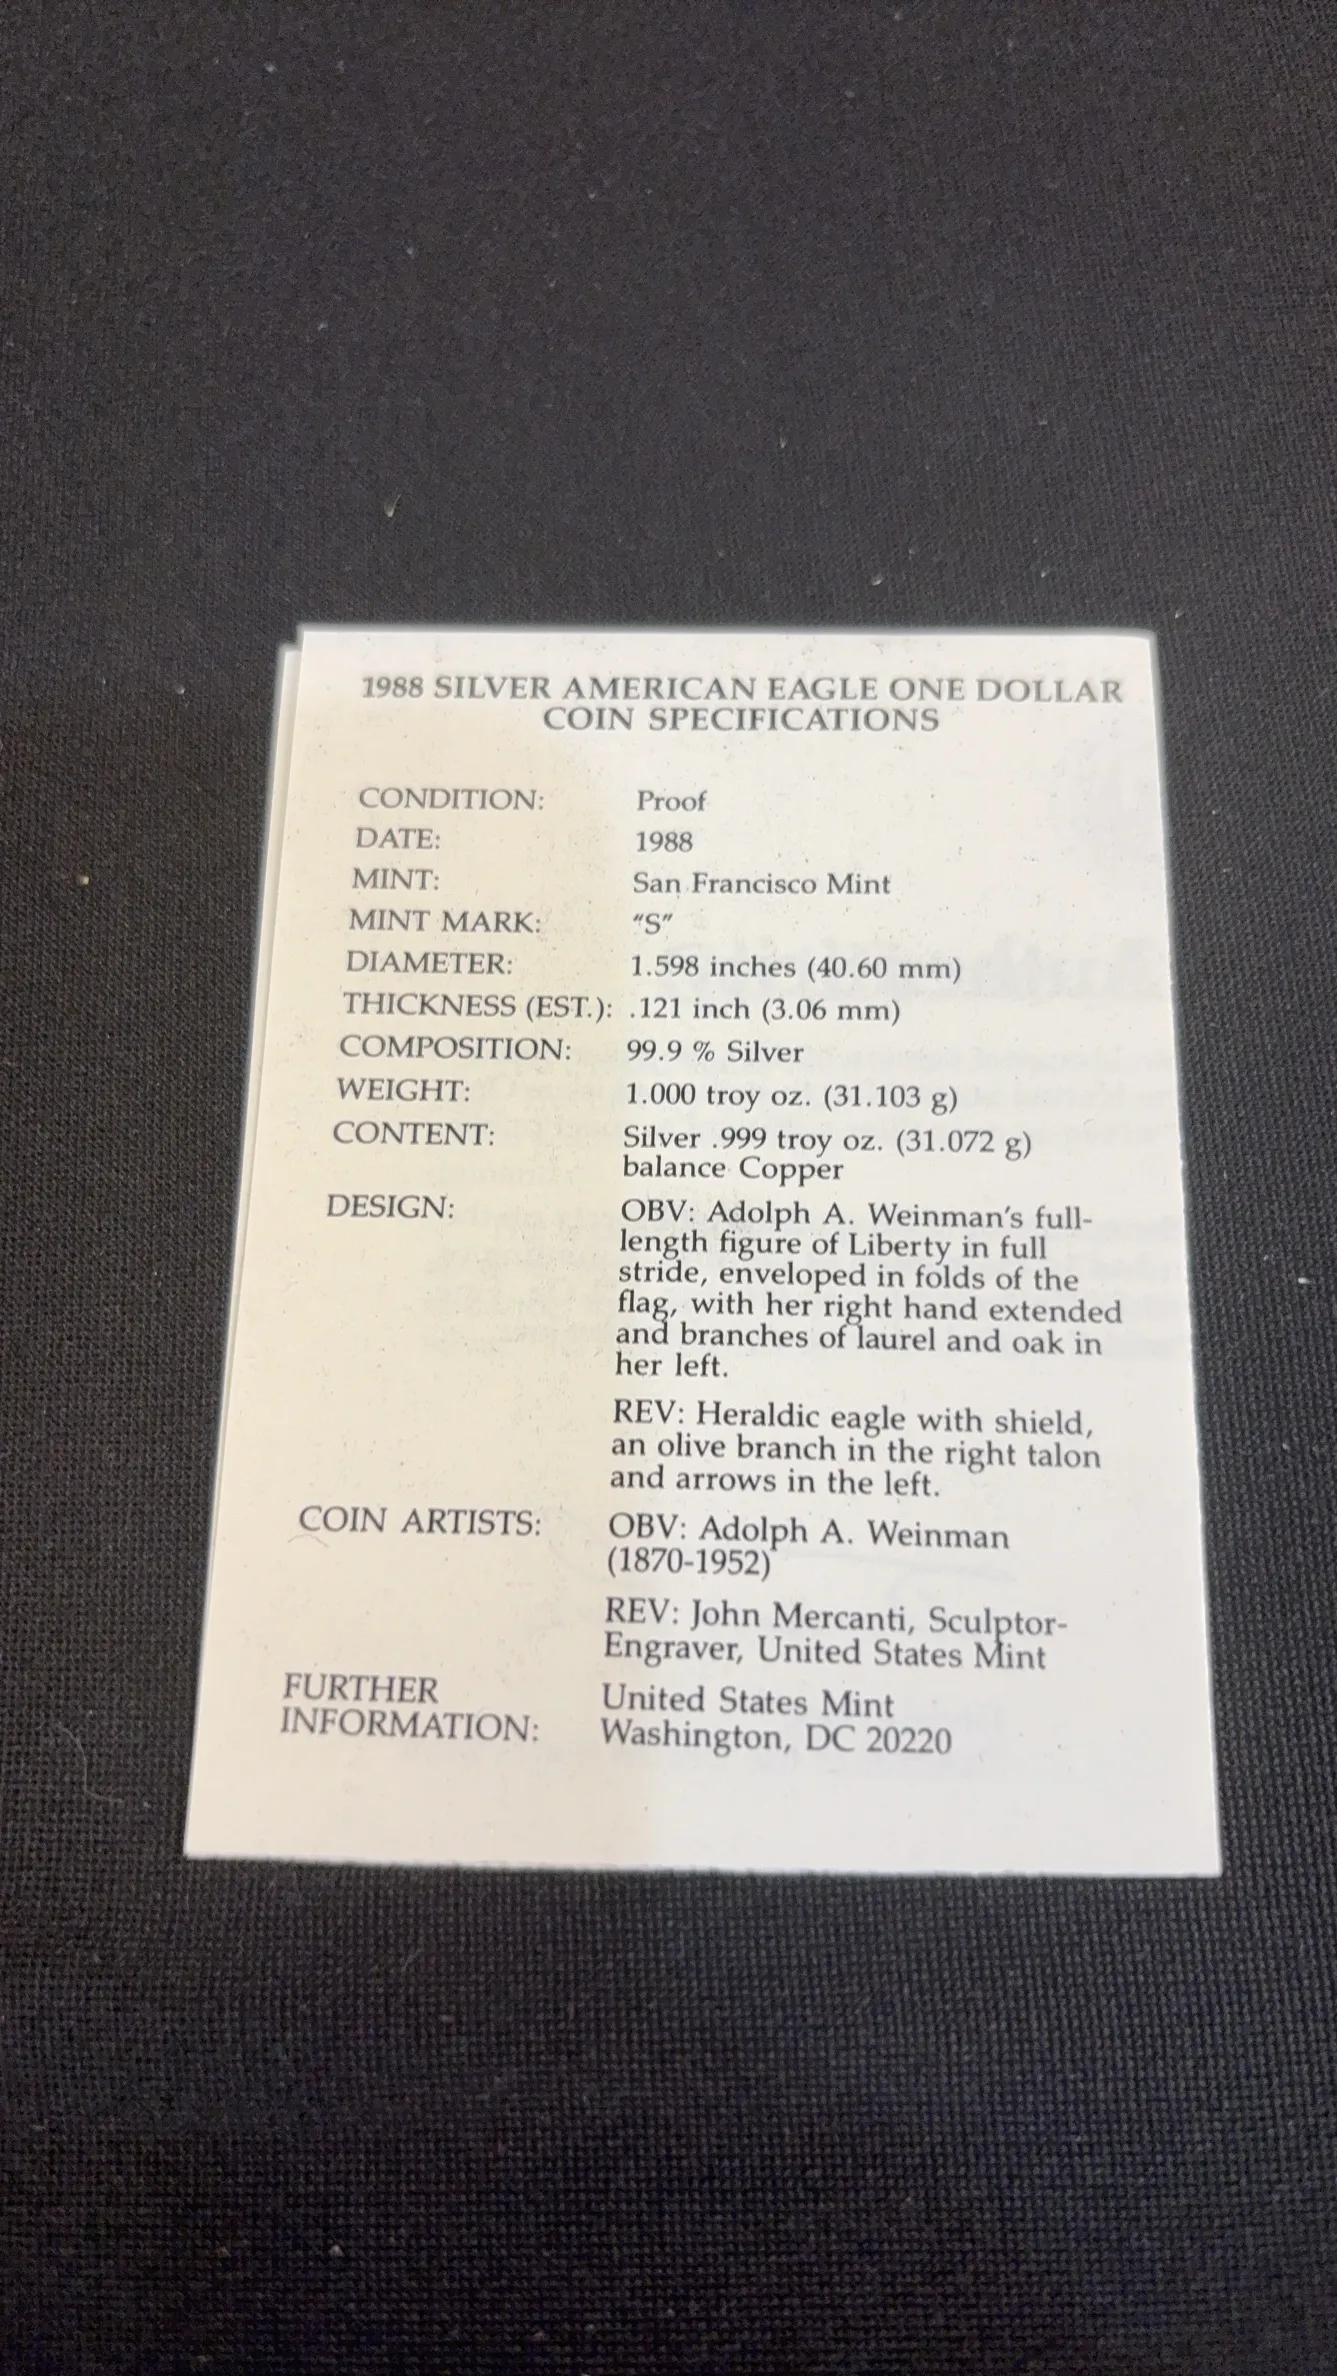 1988 SILVER AMERICAN EAGLE ONE DOLLAR
COIN SPECIFICATIONS
CONDITION: Proof
DATE: 1988
MINT: San Francisco Mint
MINT MARK: "S"
DIAMETER: 1.598 inches (40.60 mm)
THICKNESS (EST.): .121 inch (3.06 mm)
COMPOSITION: 99.9 % Silver
WEIGHT: 1.000 troy oz. (31.103 g)
CONTENT: Silver .999 troy oz. (31.072 g)
balance Copper
DESIGN: OBV: Adolph A. Weinman's full-
length figure of Liberty in full
stride, enveloped in folds of the
flag, with her right hand extended
and branches of laurel and oak in
her left.
REV: Heraldic eagle with shield,
an olive branch in the right talon
and arrows in the left.
COIN ARTISTS: OBV: Adolph A. Weinman
(1870-1952)
REV: John Mercanti, Sculptor-
Engraver, United States Mint
FURTHER United States Mint
INFORMATION: Washington, DC 20220